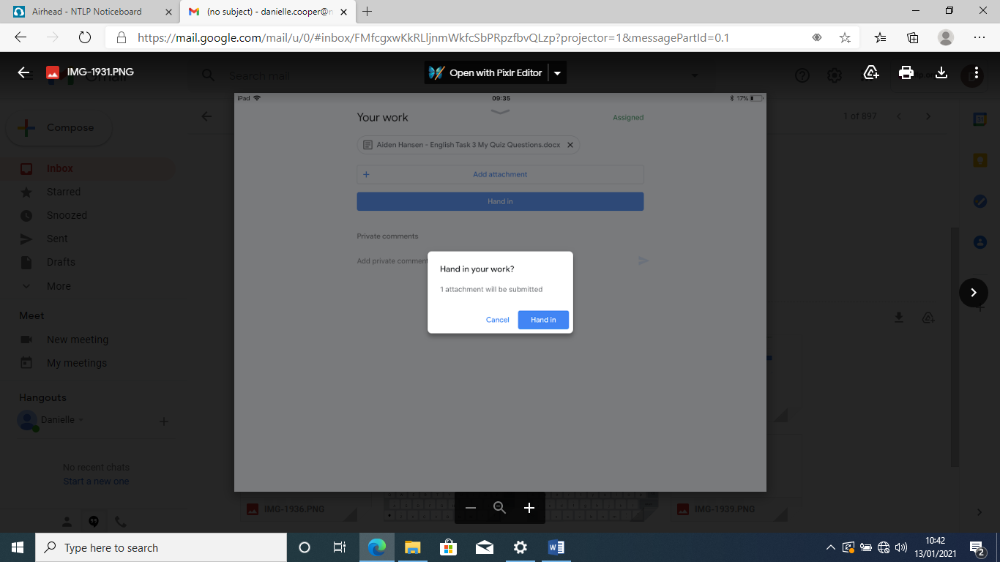 Airhead - NTLP Noticeboard
(no subject) - danielle.cooper@n
https://mail.google.com/mail/u/0/#inbox/FMfcgxwKkRLljnmWkfcSbPRpzfbvQLzp?projector=1&messagePartId=0.1
IMG-1931.PNG
Search mail
Open with Pixlr Editor
iPad
09:35
17%
Your work
Assigned
1 of 897
Compose
Aiden Hansen - English Task 3 My Quiz Questions.docx
Inbox
Add attachment
Starred
Hand in
Snoozed
Sent
Private comments
Drafts
Add private comment
Hand in your work?
More
1 attachment will be submitted
Meet
Cancel
Hand in
New meeting
My meetings
Hangouts
Danielle
No recent chats
Start a new one
IMG-1936.PNG
IMG-1939.PNG
Type here to search
10:42
13/01/2021
2